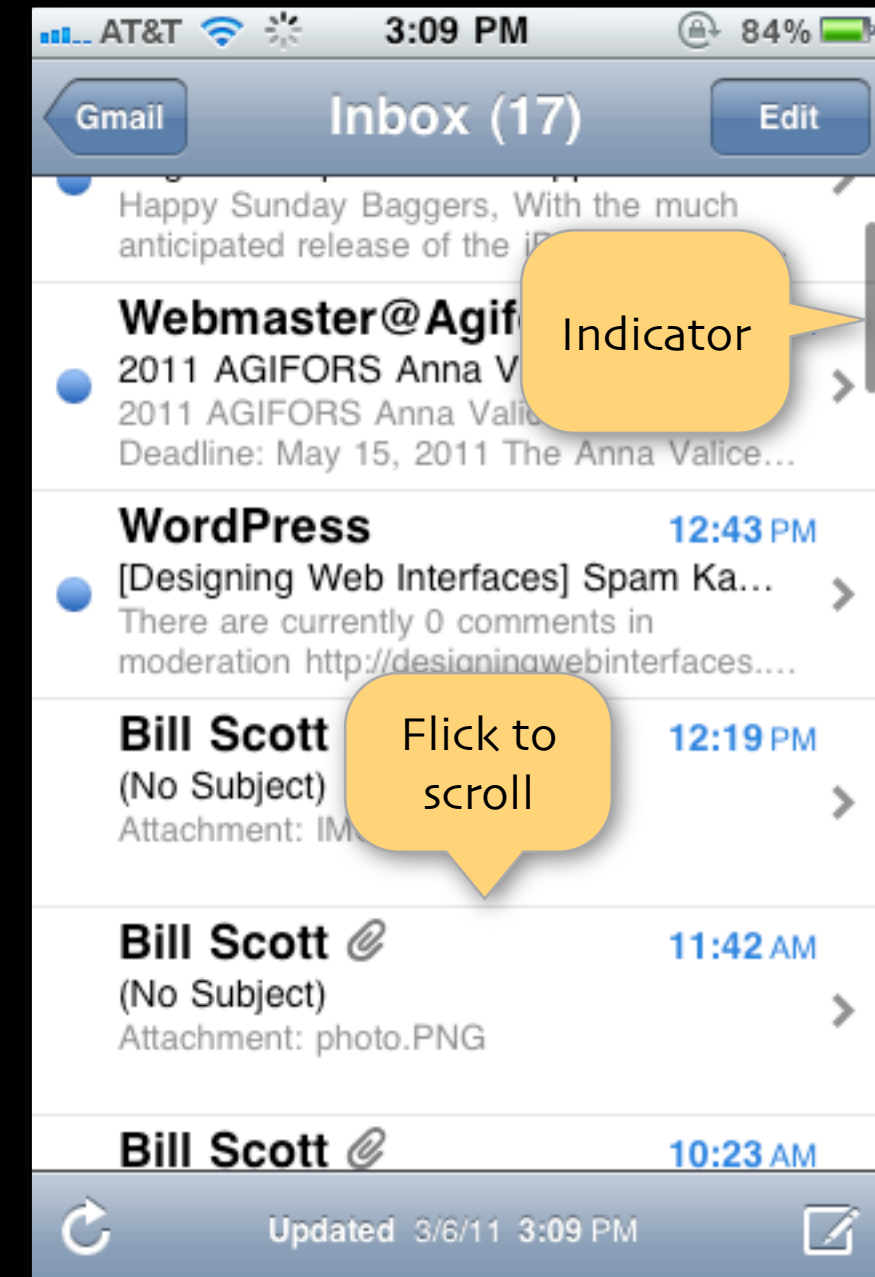 AT&T 3:09 PM 84%
Gmail Inbox (17) Edit
Happy Sunday Baggers, With the much
anticipated release of the
Webmaster@Agif
2011 AGIFORS Anna V
2011 AGIFORS Anna Valic
Deadline: May 15, 2011 The Anna Valice...
Indicator
WordPress 12:43 PM
[Designing Web Interfaces] Spam Ka...
There are currently 0 comments in
moderation http://designingwebinterfaces....
Bill Scott 12:19 PM
(No Subject)
Attachment: IM
Flick to
scroll
Bill Scott 11:42 AM
(No Subject)
Attachment: photo.PNG
Bill Scott 10:23 AM
Updated 3/6/11 3:09 PM